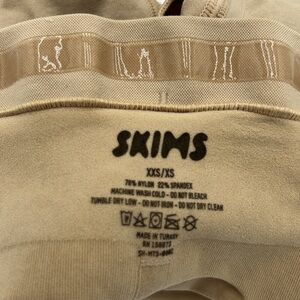 SKIMS
XXS/XS
78% NYLON 22% SPANDEX
MACHINE WASH COLD - DO NOT BLEACH
TUMBLE DRY LOW - DO NOT IRON - DO NOT DRY CLEAN
MADE IN TURKEY